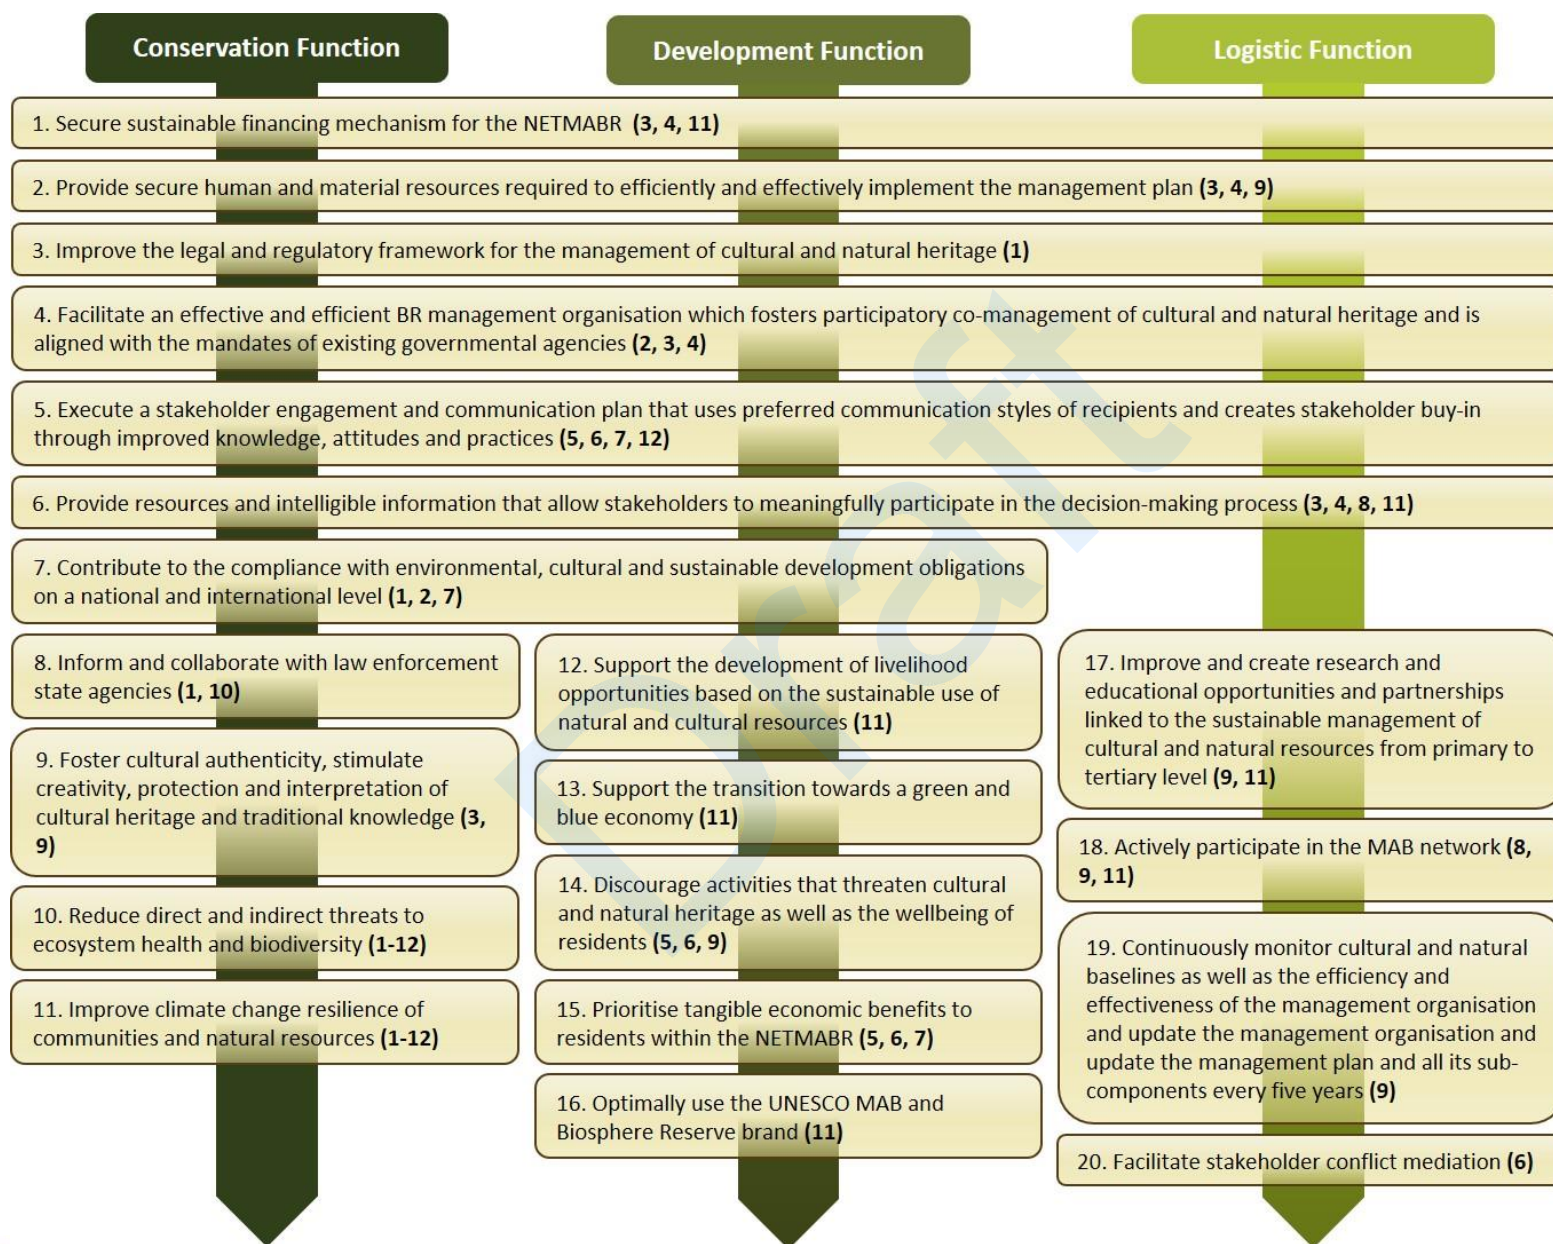 Conservation Function
Development Function
Logistic Function
1. Secure sustainable financing mechanism for the NETMABR (3, 4, 11)
2. Provide secure human and material resources required to efficiently and effectively implement the management plan (3, 4, 9)
3. Improve the legal and regulatory framework for the management of cultural and natural heritage (1)
4. Facilitate an effective and efficient BR management organisation which fosters participatory co-management of cultural and natural heritage and is
aligned with the mandates of existing governmental agencies (2, 3, 4)
5. Execute a stakeholder engagement and communication plan that uses preferred communication styles of recipients and creates stakeholder buy-in
through improved knowledge, attitudes and practices (5, 6, 7, 12)
6. Provide resources and intelligible information that allow stakeholders to meaningfully participate in the decision-making process (3, 4, 8, 11)
7. Contribute to the compliance with environmental, cultural and sustainable development obligations
on a national and international level (1, 2, 7)
8. Inform and collaborate with law enforcement
state agencies (1, 10)
9. Foster cultural authenticity, stimulate
creativity, protection and interpretation of
cultural heritage and traditional knowledge (3,
9)
10. Reduce direct and indirect threats to
ecosystem health and biodiversity (1-12)
11. Improve climate change resilience of
communities and natural resources (1-12)
12. Support the development of livelihood
opportunities based on the sustainable use of
natural and cultural resources (11)
13. Support the transition towards a green and
blue economy (11)
14. Discourage activities that threaten cultural
and natural heritage as well as the wellbeing of
residents (5, 6, 9)
15. Prioritise tangible economic benefits to
residents within the NETMABR (5, 6, 7)
16. Optimally use the UNESCO MAB and
Biosphere Reserve brand (11)
17. Improve and create research and
educational opportunities and partnerships
linked to the sustainable management of
cultural and natural resources from primary to
tertiary level (9, 11)
18. Actively participate in the MAB network (8,
9, 11)
19. Continuously monitor cultural and natural
baselines as well as the efficiency and
effectiveness of the management organisation
and update the management organisation and
update the management plan and all its sub-
components every five years (9)
20. Facilitate stakeholder conflict mediation (6)
Draft